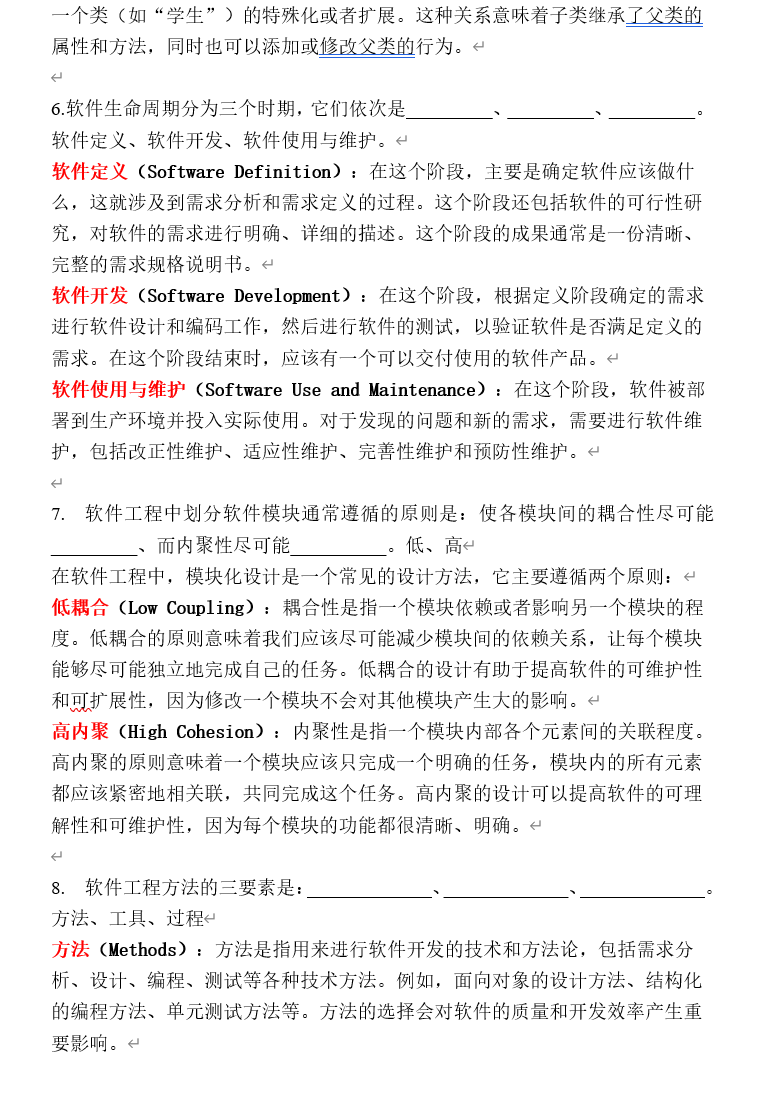 一个类（如“学生”）的特殊化或者扩展。这种关系意味着子类继承了父类的
属性和方法，同时也可以添加或修改父类的行为。
6.软件生命周期分为三个时期，它们依次是_________、_________、_________。
软件定义、软件开发、软件使用与维护。
软件定义（Software Definition）：在这个阶段，主要是确定软件应该做什
么，这就涉及到需求分析和需求定义的过程。这个阶段还包括软件的可行性研
究，对软件的需求进行明确、详细的描述。这个阶段的成果通常是一份清晰、
完整的需求规格说明书。
软件开发（Software Development）：在这个阶段，根据定义阶段确定的需求
进行软件设计和编码工作，然后进行软件的测试，以验证软件是否满足定义的
需求。在这个阶段结束时，应该有一个可以交付使用的软件产品。
软件使用与维护（Software Use and Maintenance）：在这个阶段，软件被部
署到生产环境并投入实际使用。对于发现的问题和新的需求，需要进行软件维
护，包括改正性维护、适应性维护、完善性维护和预防性维护。
7. 软件工程中划分软件模块通常遵循的原则是：使各模块间的耦合性尽可能
_________、而内聚性尽可能__________。低、高
在软件工程中，模块化设计是一个常见的设计方法，它主要遵循两个原则：
低耦合（Low Coupling）：耦合性是指一个模块依赖或者影响另一个模块的程
度。低耦合的原则意味着我们应该尽可能减少模块间的依赖关系，让每个模块
能够尽可能独立地完成自己的任务。低耦合的设计有助于提高软件的可维护性
和可扩展性，因为修改一个模块不会对其他模块产生大的影响。
高内聚（High Cohesion）：内聚性是指一个模块内部各个元素间的关联程度。
高内聚的原则意味着一个模块应该只完成一个明确的任务，模块内的所有元素
都应该紧密地相关联，共同完成这个任务。高内聚的设计可以提高软件的可理
解性和可维护性，因为每个模块的功能都很清晰、明确。
8. 软件工程方法的三要素是：_____________、_____________、_____________。
方法、工具、过程
方法（Methods）：方法是指用来进行软件开发的技术和方法论，包括需求分
析、设计、编程、测试等各种技术方法。例如，面向对象的设计方法、结构化
的编程方法、单元测试方法等。方法的选择会对软件的质量和开发效率产生重
要影响。